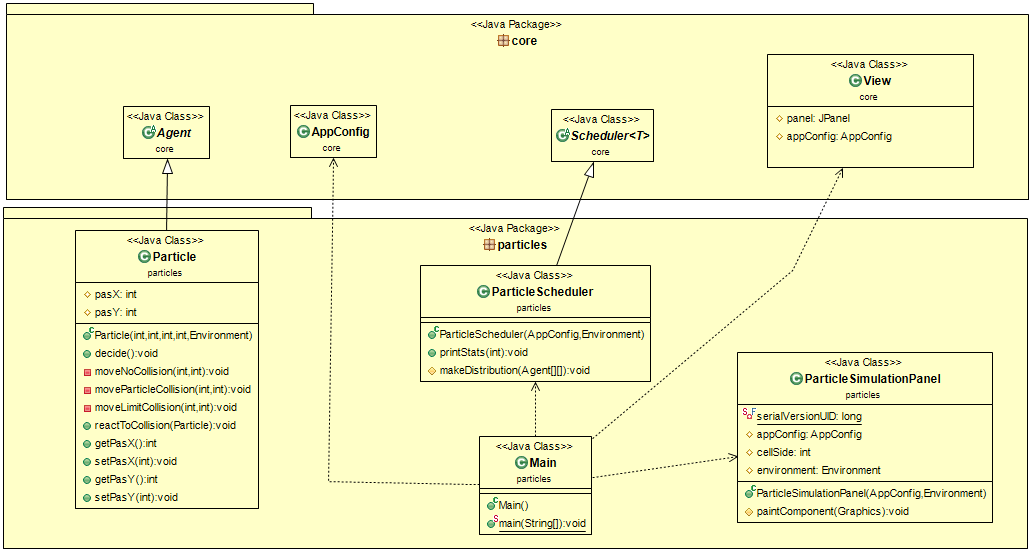 <<Java Package>>
core
<<Java Class>>
Agent
core
<<Java Class>>
AppConfig
core
<<Java Class>>
Scheduler<T>
core
<<Java Class>>
View
core
panel: JPanel
appConfig: AppConfig
<<Java Package>>
particles
<<Java Class>>
Particle
particles
pasX: int
pasY: int
Particle(int,int,int,int,Environment)
decide():void
moveNoCollision(int,int):void
moveParticleCollision(int,int):void
moveLimitCollision(int,int):void
reactToCollision(Particle):void
getPasX():int
setPasX(int):void
getPasY():int
setPasY(int):void
<<Java Class>>
ParticleScheduler
particles
ParticleScheduler(AppConfig,Environment)
printStats(int):void
makeDistribution(Agent[][]):void
<<Java Class>>
Main
particles
Main()
main(String[]):void
<<Java Class>>
ParticleSimulationPanel
particles
serialVersionUID: long
appConfig: AppConfig
cellSide: int
environment: Environment
ParticleSimulationPanel(AppConfig,Environment)
paintComponent(Graphics):void